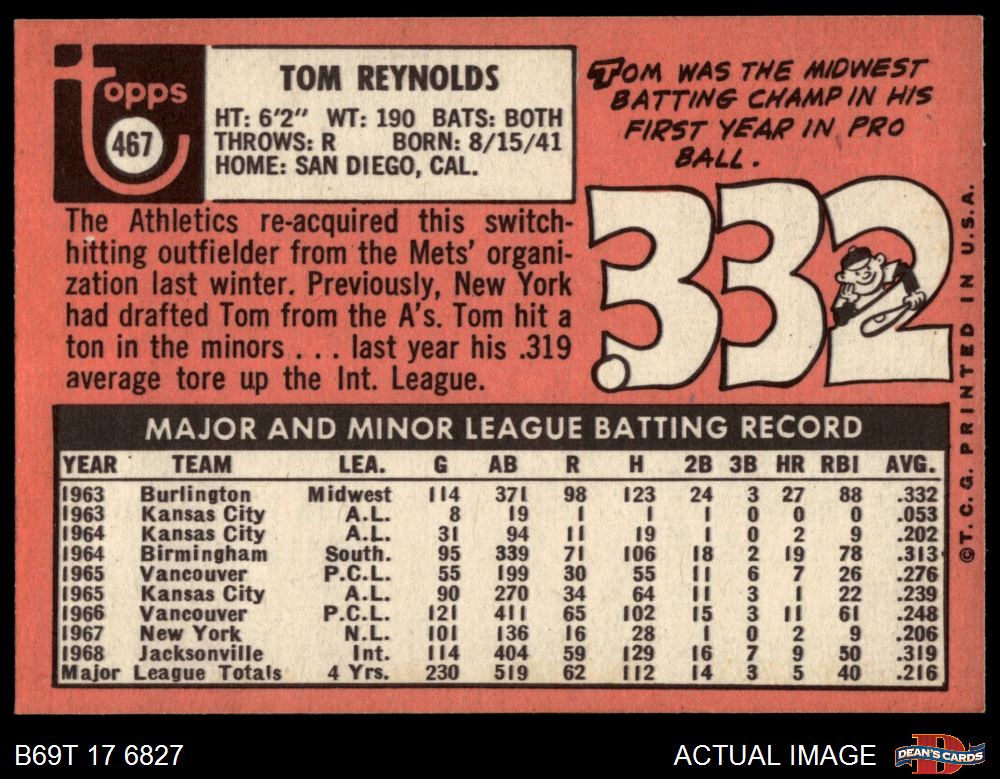 Topps
467
TOM REYNOLDS
HT: 6'2" WT: 190 BATS: BOTH
THROWS: R BORN: 8/15/41
HOME: SAN DIEGO, CAL.
The Athletics re-acquired this switch-
hitting outfielder from the Mets' organi-
zation last winter. Previously, New York
had drafted Tom from the A's. Tom hit a
ton in the minors . . . last year his .319
average tore up the Int. League.
TOM WAS THE MIDWEST
BATTING CHAMP IN HIS
FIRST YEAR IN PRO
BALL.
.332
MAJOR AND MINOR LEAGUE BATTING RECORD
YEAR TEAM LEA. G AB R H 2B 3B HR RBI AVG.
1963 Burlington Midwest 114 371 98 123 24 3 27 88 .332
1963 Kansas City A.L. 8 19 1 1 1 0 0 0 .053
1964 Kansas City A.L. 31 94 11 19 1 0 2 9 .202
1964 Birmingham South. 95 339 71 106 18 2 19 78 .313
1965 Vancouver P.C.L. 55 199 30 55 11 6 7 26 .276
1965 Kansas City A.L. 90 270 34 64 11 3 1 22 .239
1966 Vancouver P.C.L. 121 411 65 102 15 3 11 61 .248
1967 New York N.L. 101 136 16 28 1 0 2 9 .206
1968 Jacksonville Int. 114 404 59 129 16 7 9 50 .319
Major League Totals 4 Yrs. 230 519 62 112 14 3 5 40 .216
©T.C.G. PRINTED IN U.S.A.
B69T 17 6827
ACTUAL IMAGE
D
DEAN'S CARDS